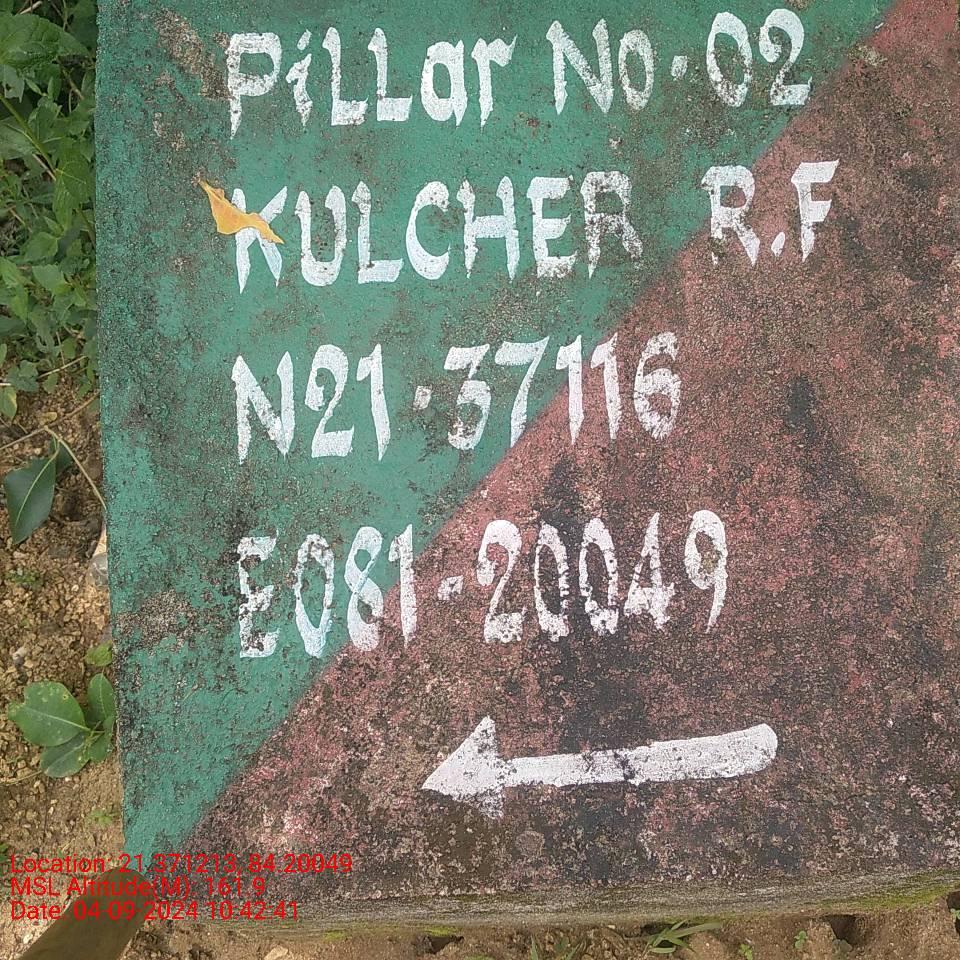 Pillar No. 02
KULCHER R.F
N21.37116
E081.20049
Location: 21.371213, 84.20049
MSL Altitude(M): 161.9
Date: 04-09-2024 10:42:41